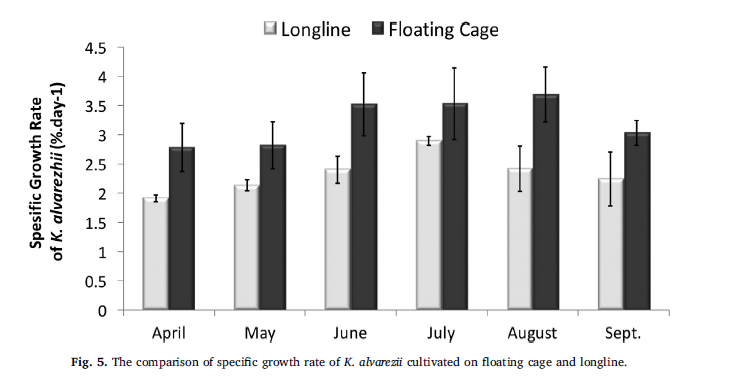 Longline Floating Cage
4.5
4
3.5
3
2.5
2
1.5
1
0.5
0
Spesific Growth Rate
of K. alvarezhii (%.day-1)
April May June July August Sept.
Fig. 5. The comparison of specific growth rate of K. alvarezii cultivated on floating cage and longline.